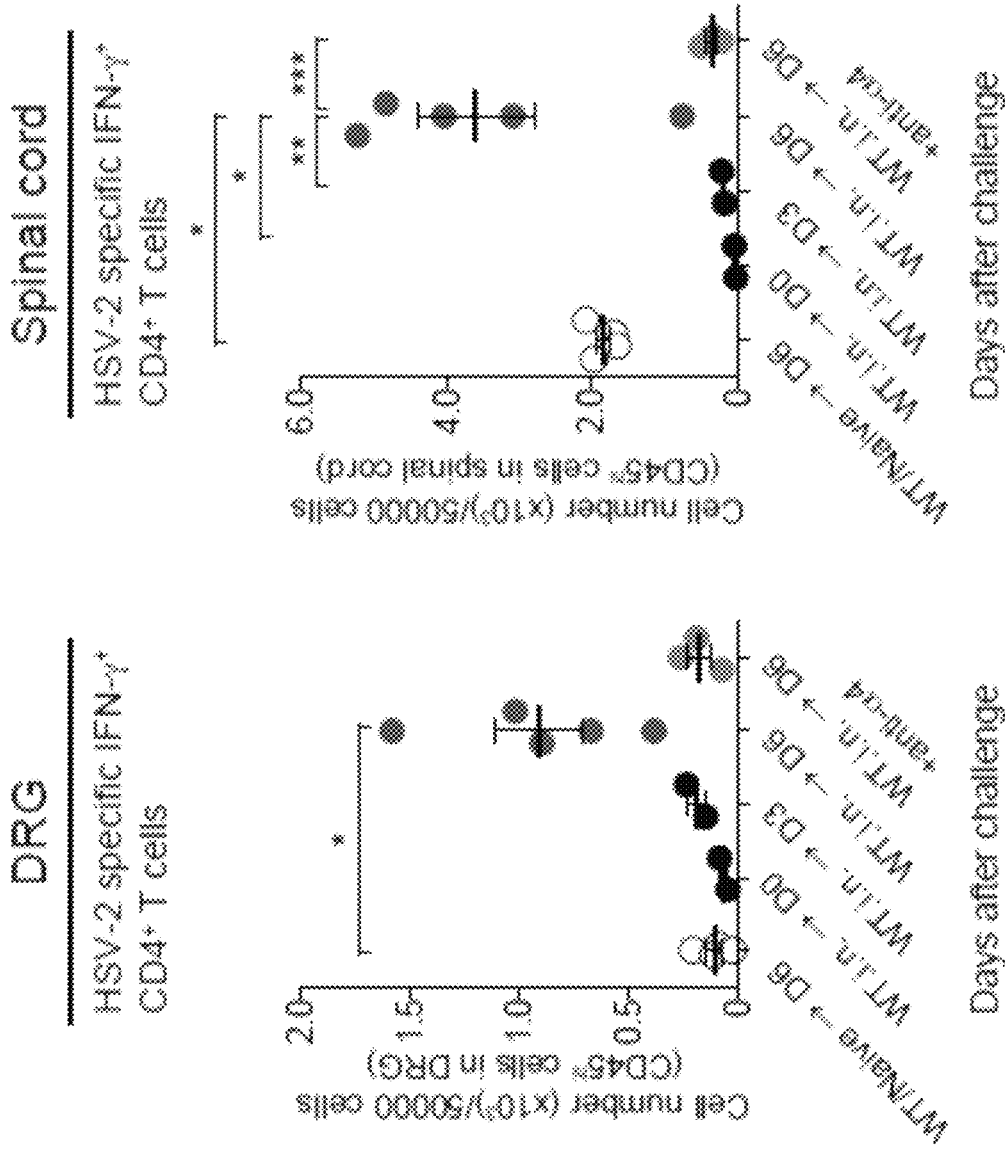 DRG
HSV-2 specific IFN-γ⁺
CD4⁺ T cells
Cell number (x10³)/50000 cells
(CD45ʰⁱ cells in DRG)
2.0
1.5
1.0
0.5
0
*
WT/Naive → D6
WT.i.n. → D0
WT.i.n. → D3
WT.i.n. → D6
WT.i.n. → D6
+anti-α4
Days after challenge
Spinal cord
HSV-2 specific IFN-γ⁺
CD4⁺ T cells
Cell number (x10³)/50000 cells
(CD45ʰⁱ cells in spinal cord)
6.0
4.0
2.0
0
*
*
**
***
WT/Naive → D6
WT.i.n. → D0
WT.i.n. → D3
WT.i.n. → D6
WT.i.n. → D6
+anti-α4
Days after challenge